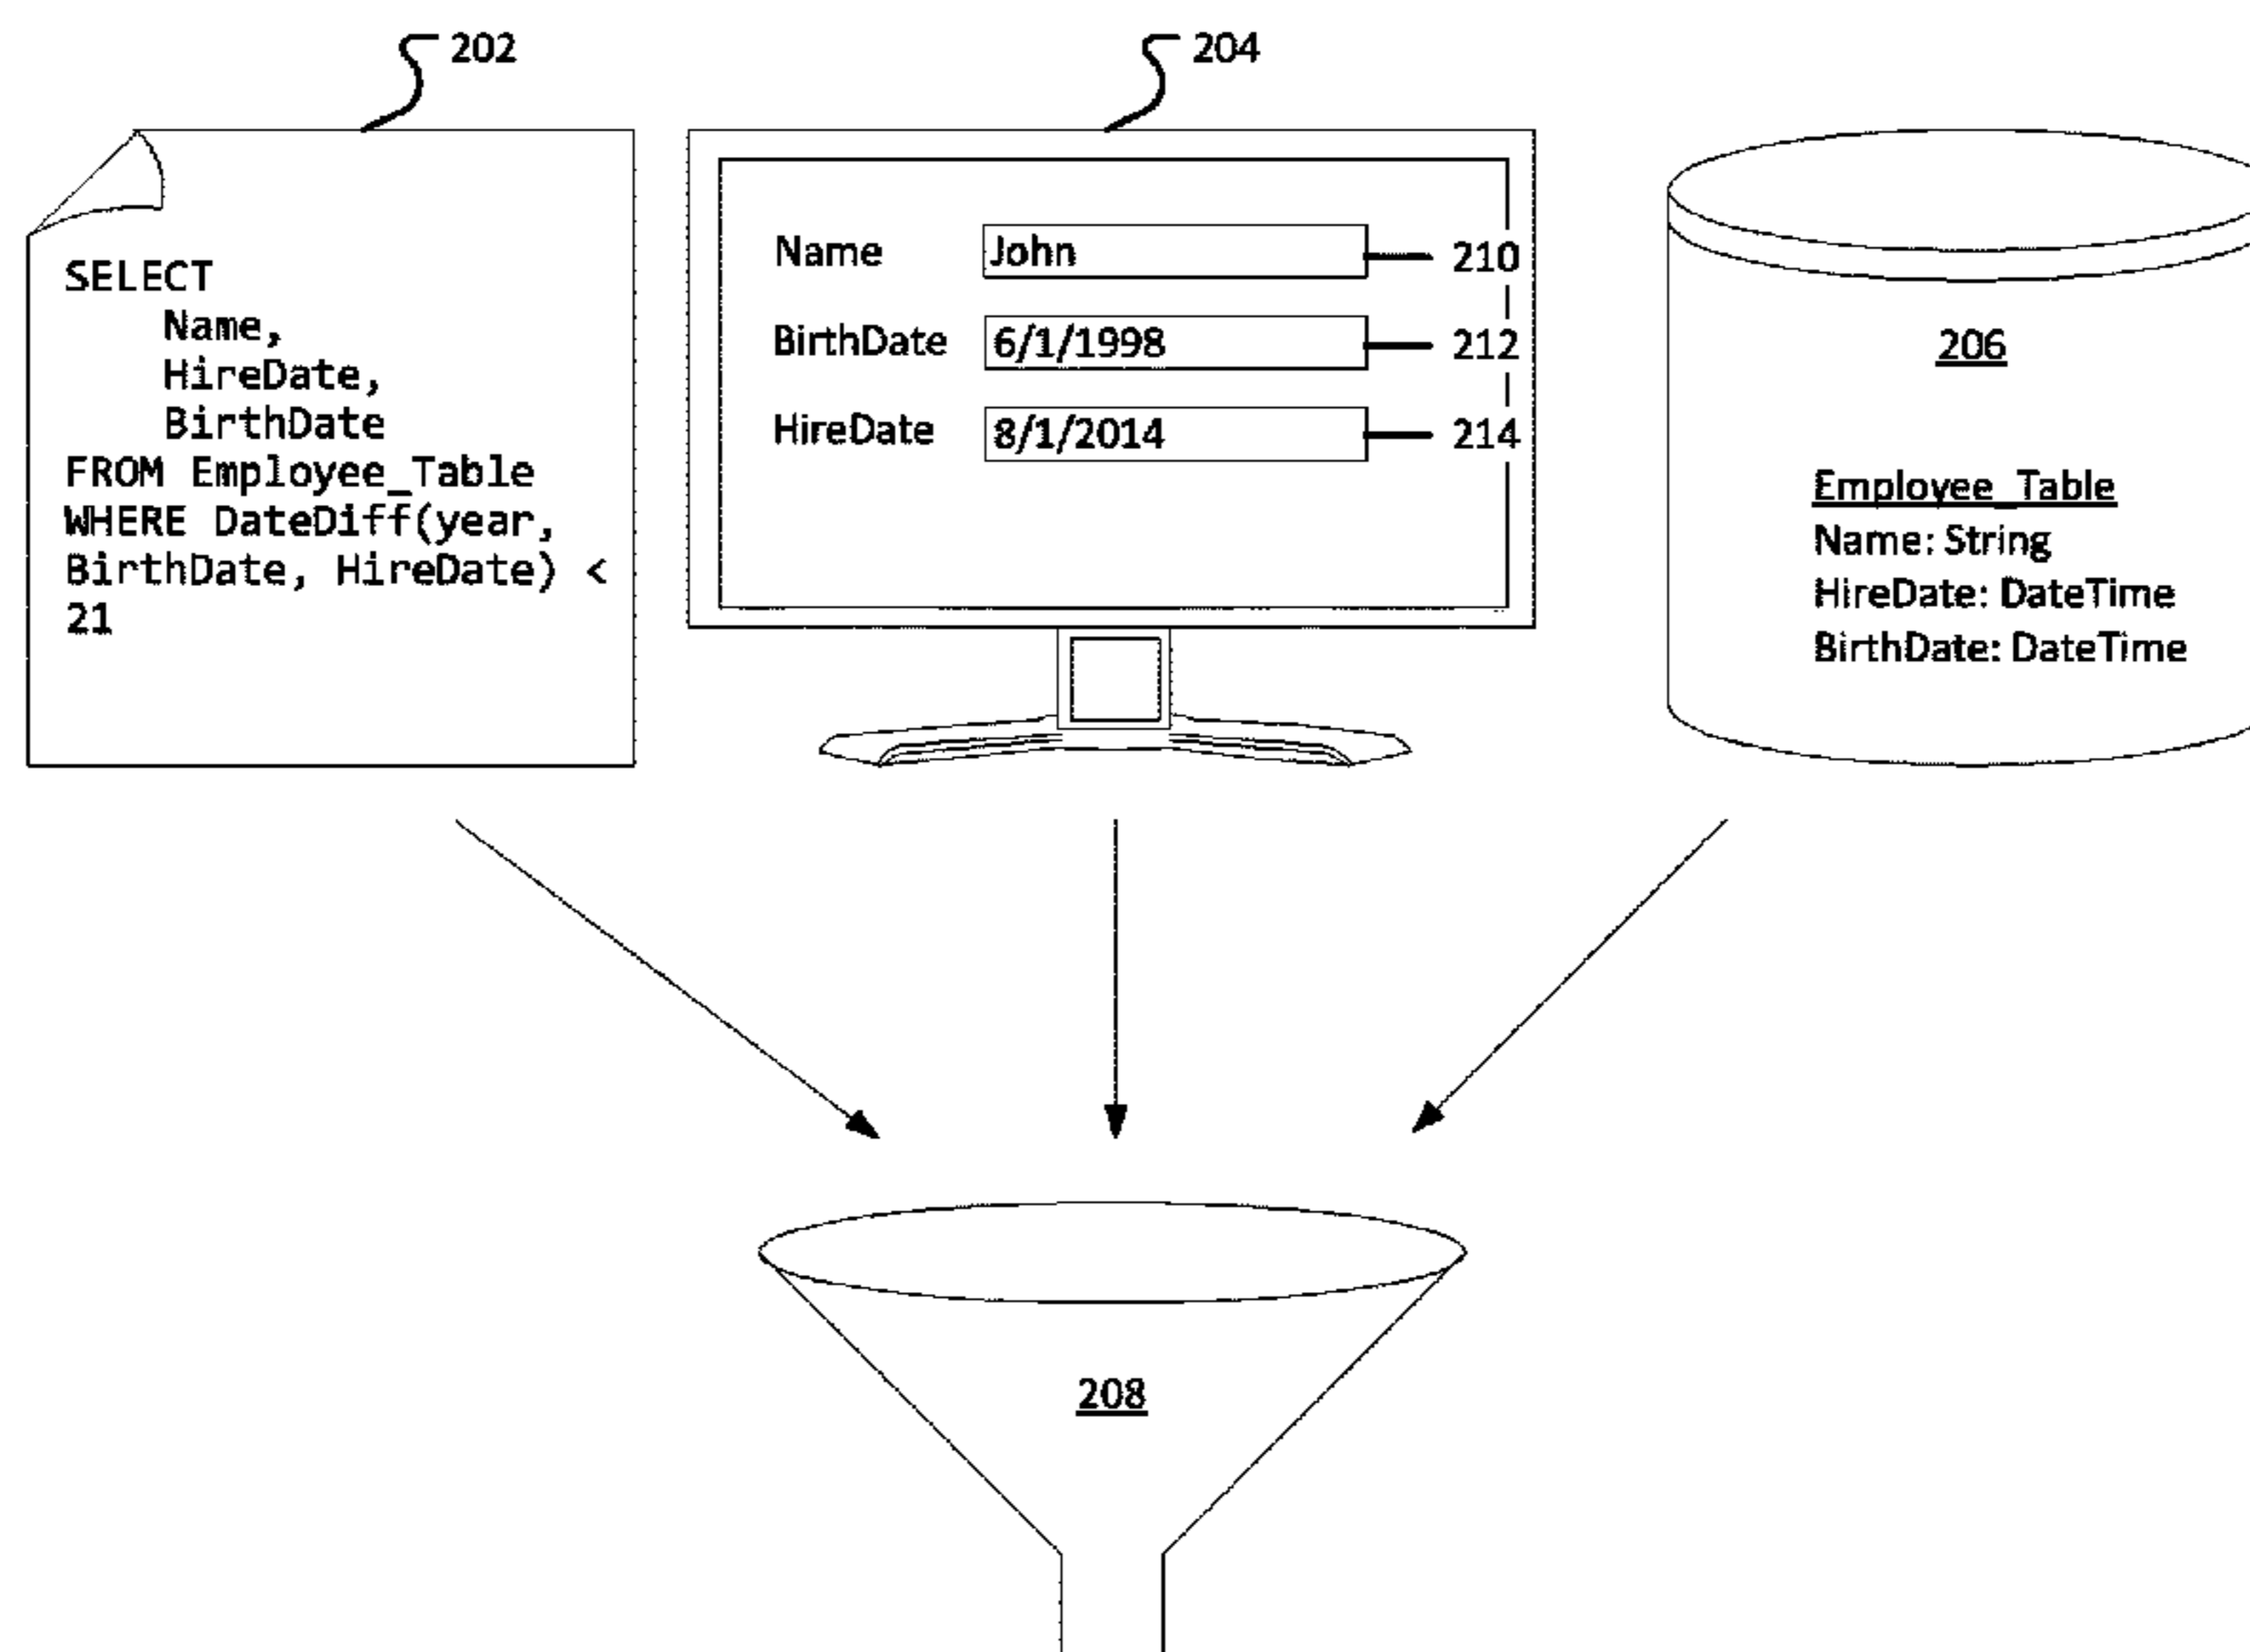 202
204
SELECT
Name,
HireDate,
BirthDate
FROM Employee_Table
WHERE DateDiff(year,
BirthDate, HireDate) <
21
Name John 210
BirthDate 6/1/1998 212
HireDate 8/1/2014 214
206
Employee_Table
Name: String
HireDate: DateTime
BirthDate: DateTime
208